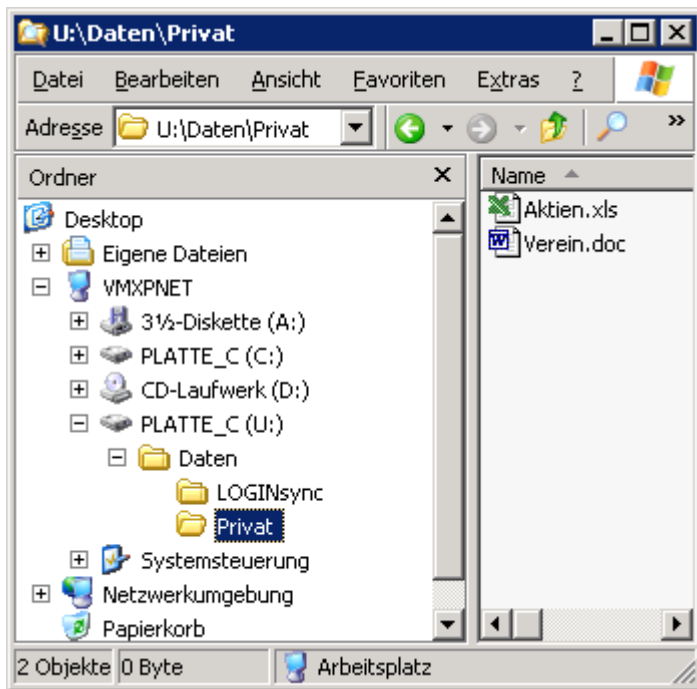 U:\Daten\Privat
Datei Bearbeiten Ansicht Favoriten Extras ?
Adresse U:\Daten\Privat »
Ordner
Desktop
Eigene Dateien
VMXPNET
3½-Diskette (A:)
PLATTE_C (C:)
CD-Laufwerk (D:)
PLATTE_C (U:)
Daten
LOGINsync
Privat
Systemsteuerung
Netzwerkumgebung
Papierkorb
Name
Aktien.xls
Verein.doc
2 Objekte 0 Byte Arbeitsplatz